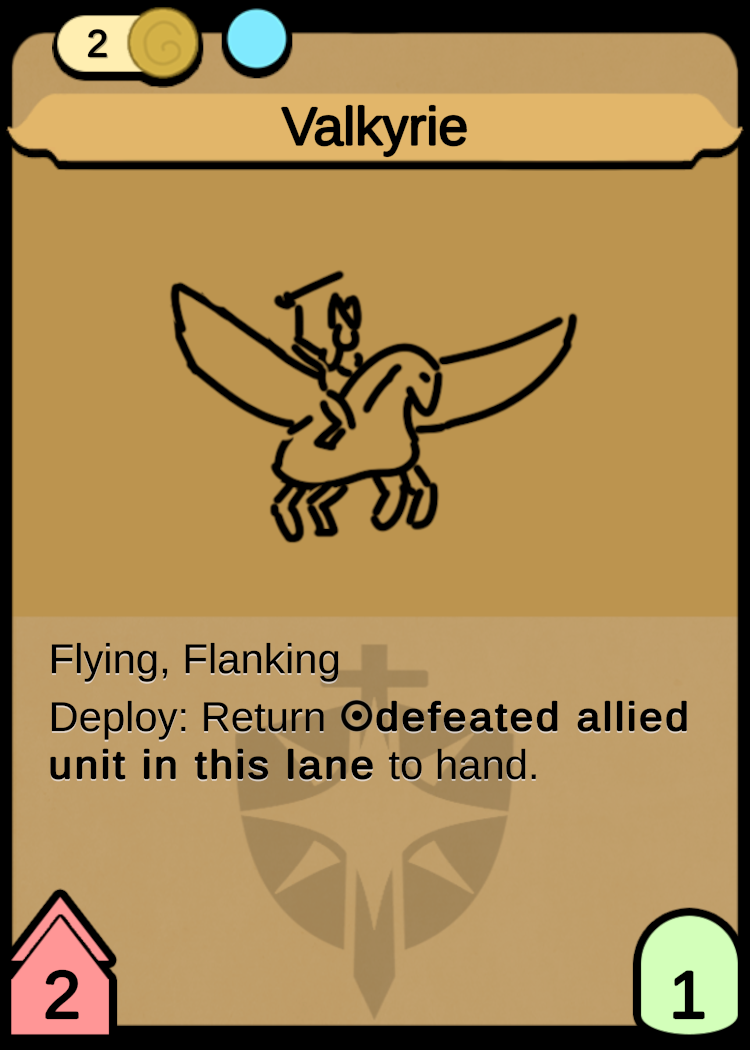 2
Valkyrie
Flying, Flanking
Deploy: Return ⊙defeated allied
unit in this lane to hand.
2
1